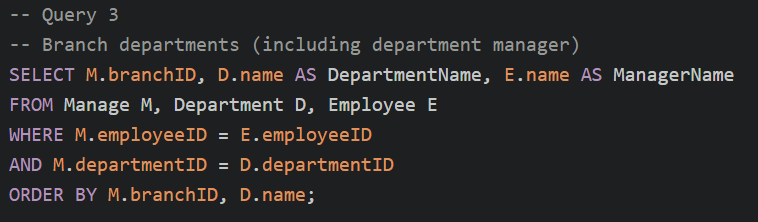 -- Query 3
-- Branch departments (including department manager)
SELECT M.branchID, D.name AS DepartmentName, E.name AS ManagerName
FROM Manage M, Department D, Employee E
WHERE M.employeeID = E.employeeID
AND M.departmentID = D.departmentID
ORDER BY M.branchID, D.name;